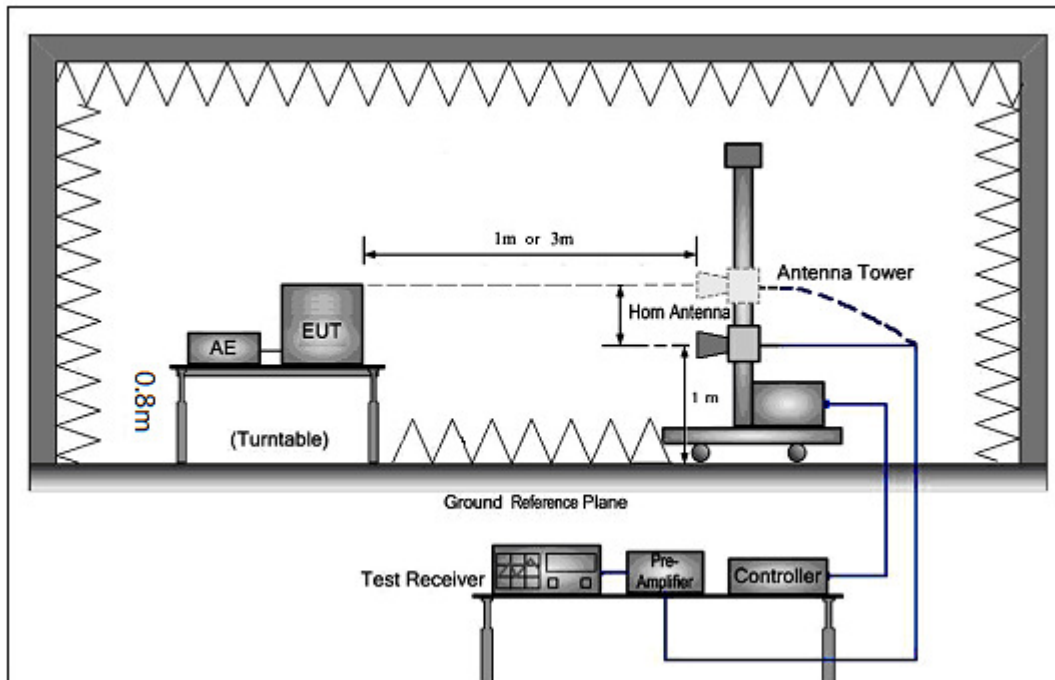 1m or 3m
Antenna Tower
Horn Antenna
EUT
AE
0.8m
1 m
(Turntable)
Ground Reference Plane
Test Receiver
Pre-
Amplifier
Controller